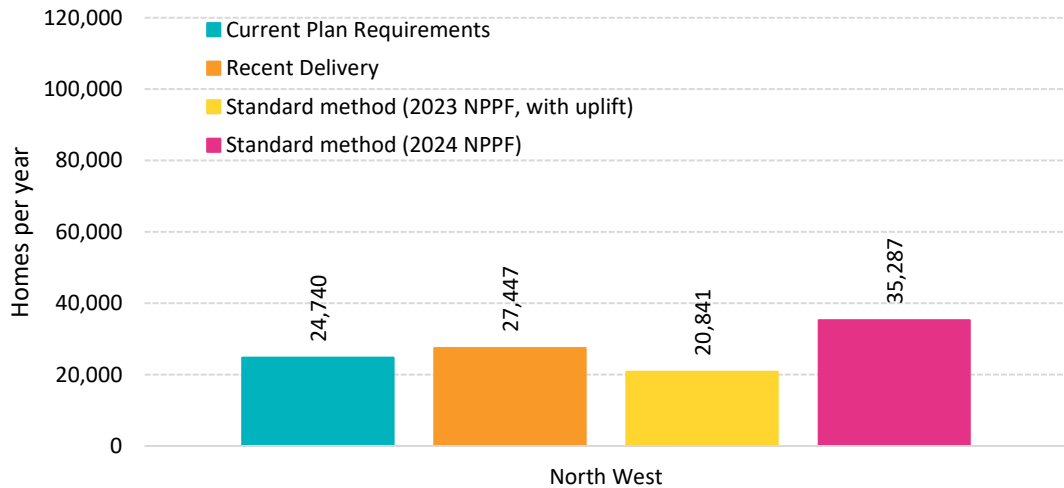 120,000
100,000
80,000
60,000
40,000
20,000
0
Homes per year
Current Plan Requirements
Recent Delivery
Standard method (2023 NPPF, with uplift)
Standard method (2024 NPPF)
24,740
27,447
20,841
35,287
North West